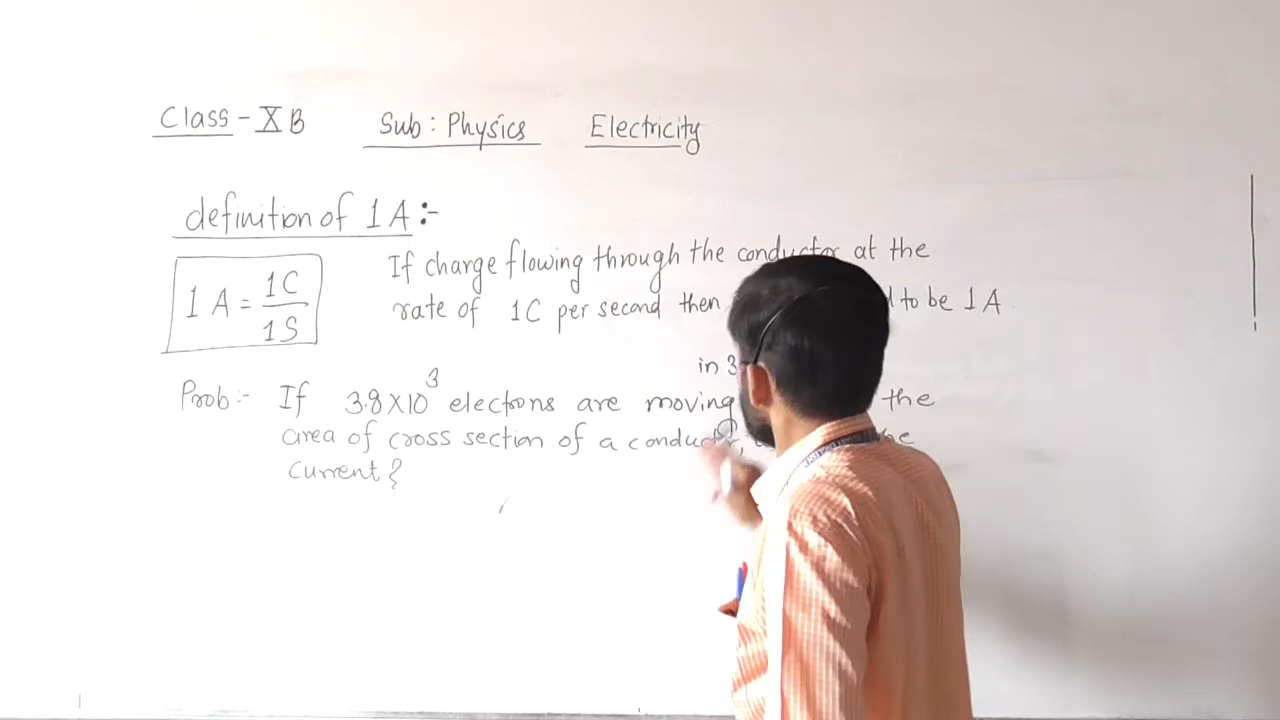 Class - X B Sub : Physics Electricity
definition of 1 A :-
If charge flowing through the conductor at the
1 A = 1C / 1S
rate of 1C per second then to be 1 A
in 3
Prob :- If 3.8 X 10³ electrons are moving the
area of cross section of a conductr,
current ?